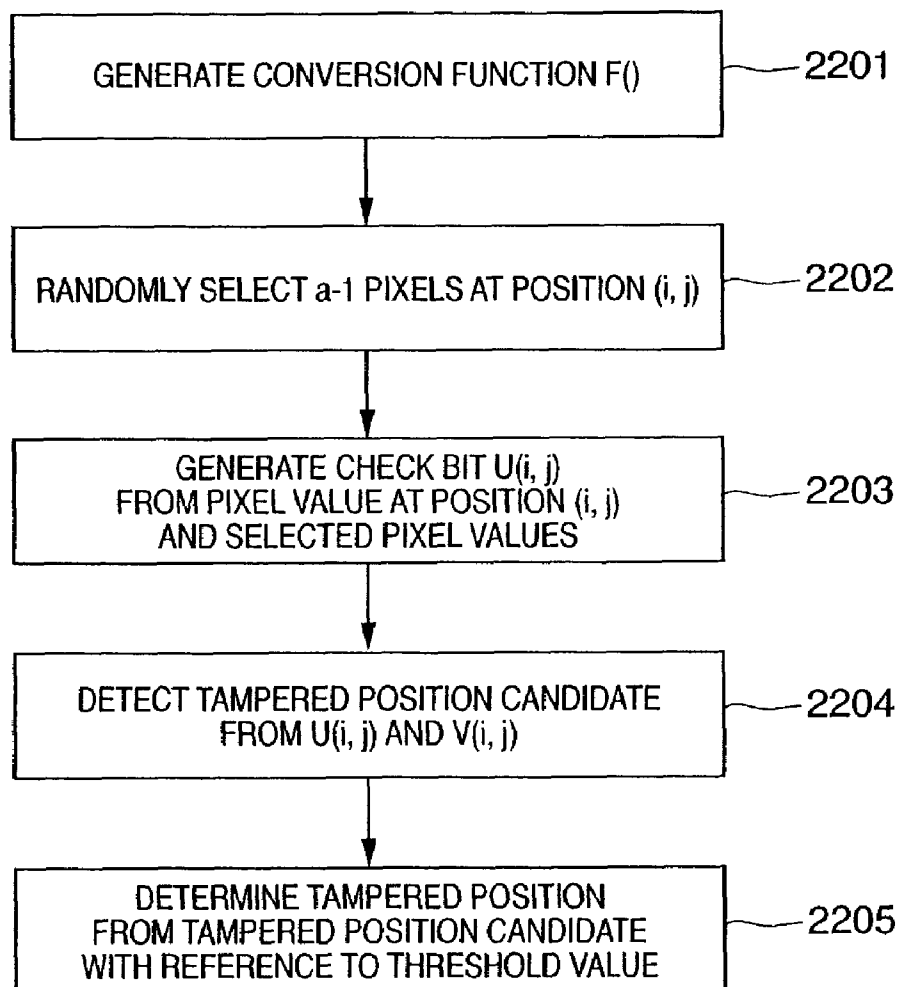 GENERATE CONVERSION FUNCTION F()
2201
RANDOMLY SELECT a-1 PIXELS AT POSITION (i, j)
2202
GENERATE CHECK BIT U(i, j)
FROM PIXEL VALUE AT POSITION (i, j)
AND SELECTED PIXEL VALUES
2203
DETECT TAMPERED POSITION CANDIDATE
FROM U(i, j) AND V(i, j)
2204
DETERMINE TAMPERED POSITION
FROM TAMPERED POSITION CANDIDATE
WITH REFERENCE TO THRESHOLD VALUE
2205